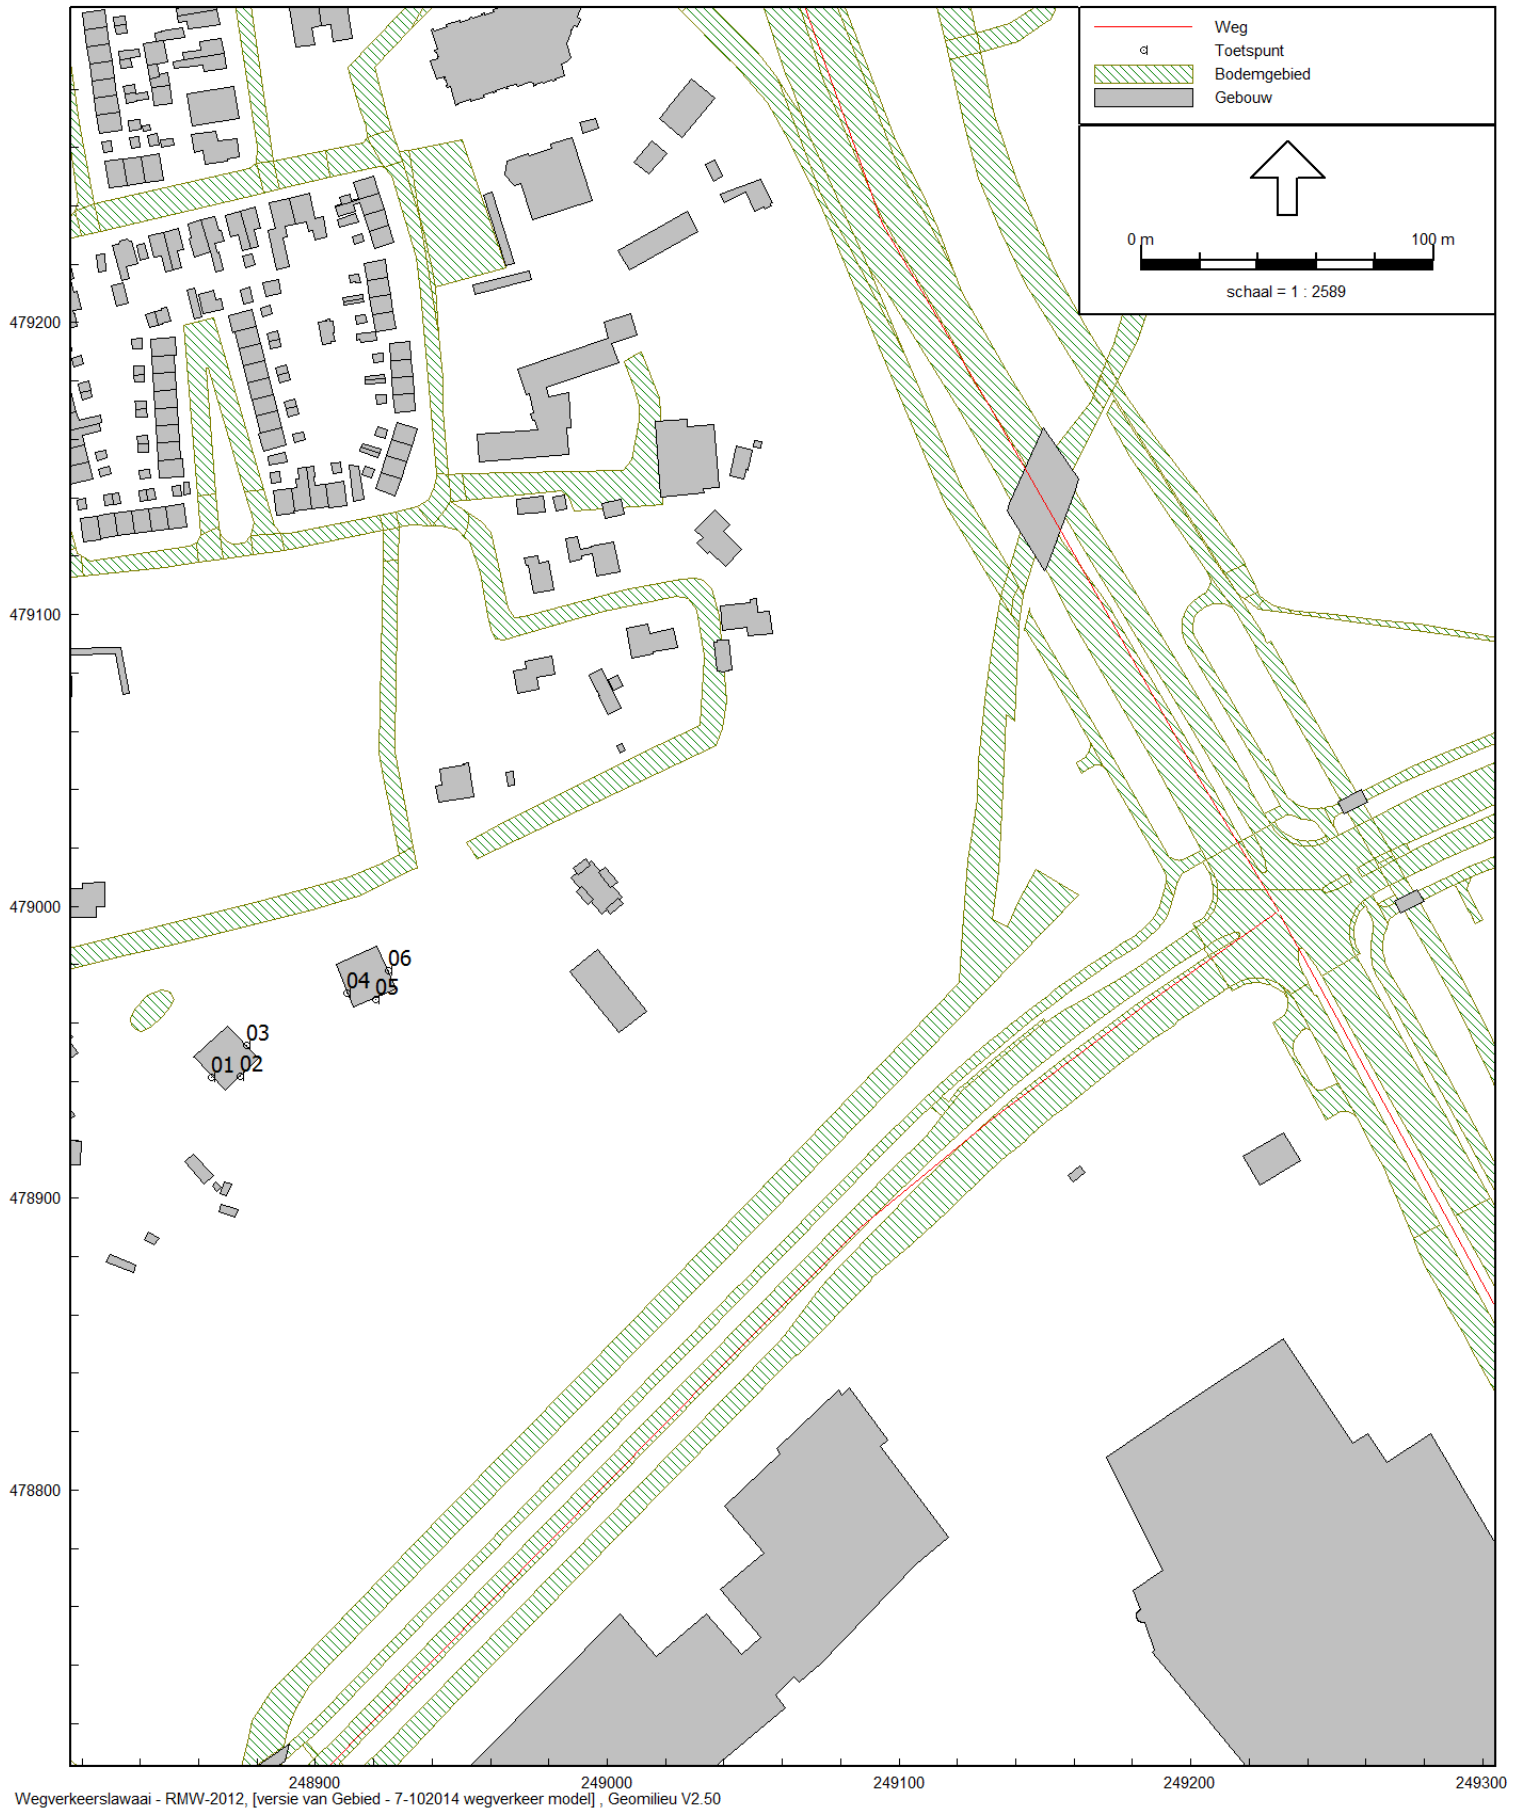 Weg
Toetspunt
Bodemgebied
Gebouw
0 m
100 m
schaal = 1 : 2589
479200
479100
479000
478900
478800
06
04
05
03
01
02
248900
249000
249100
249200
249300
Wegverkeerslawaai - RMW-2012, [versie van Gebied - 7-102014 wegverkeer model] , Geomilieu V2.50